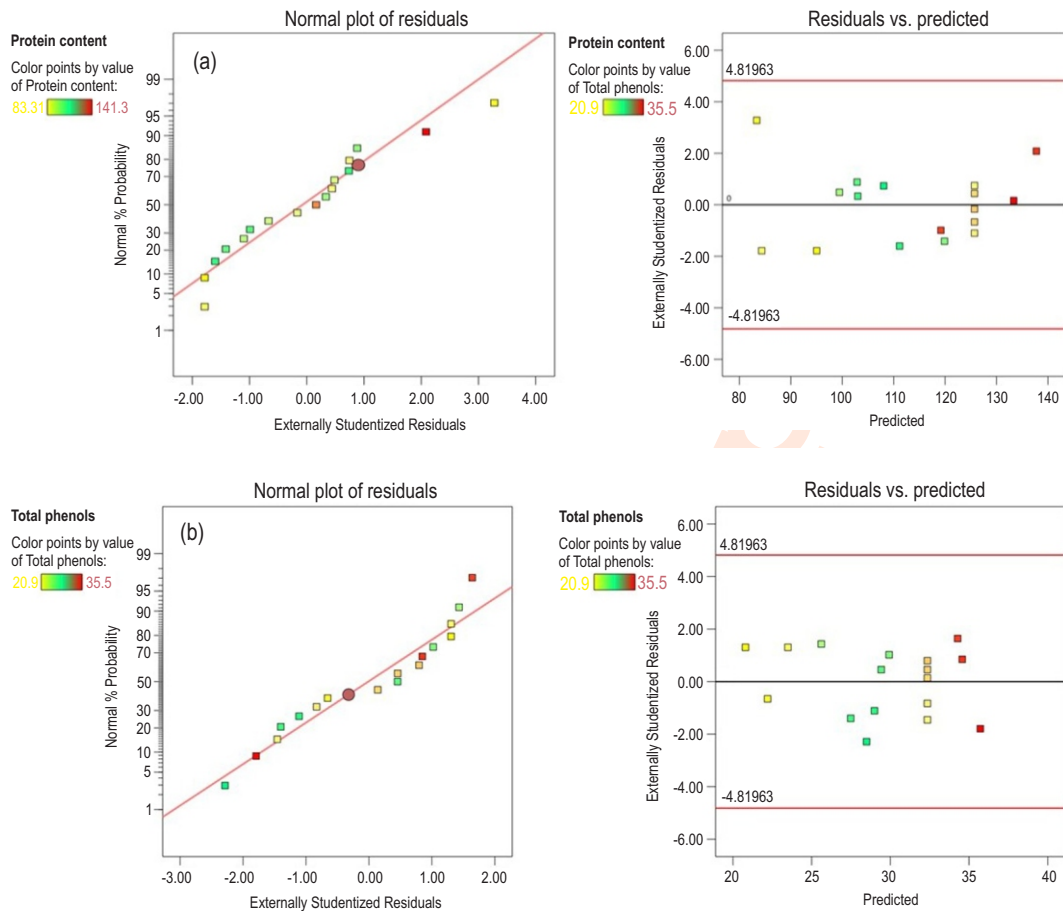 Normal plot of residuals
Protein content
Color points by value
of Protein content:
83.31 141.3
(a)
Normal % Probability
99
95
90
80
70
50
30
20
10
5
1
-2.00 -1.00 0.00 1.00 2.00 3.00 4.00
Externally Studentized Residuals
Residuals vs. predicted
Protein content
Color points by value
of Total phenols:
20.9 35.5
Externally Studentized Residuals
6.00
4.00
2.00
0.00
-2.00
-4.00
-6.00
4.81963
0
-4.81963
80 90 100 110 120 130 140
Predicted
Normal plot of residuals
Total phenols
Color points by value
of Total phenols:
20.9 35.5
(b)
Normal % Probability
99
95
90
80
70
50
30
20
10
5
1
-3.00 -2.00 -1.00 0.00 1.00 2.00
Externally Studentized Residuals
Residuals vs. predicted
Total phenols
Color points by value
of Total phenols:
20.9 35.5
Externally Studentized Residuals
6.00
4.00
2.00
0.00
-2.00
-4.00
-6.00
4.81963
-4.81963
20 25 30 35 40
Predicted